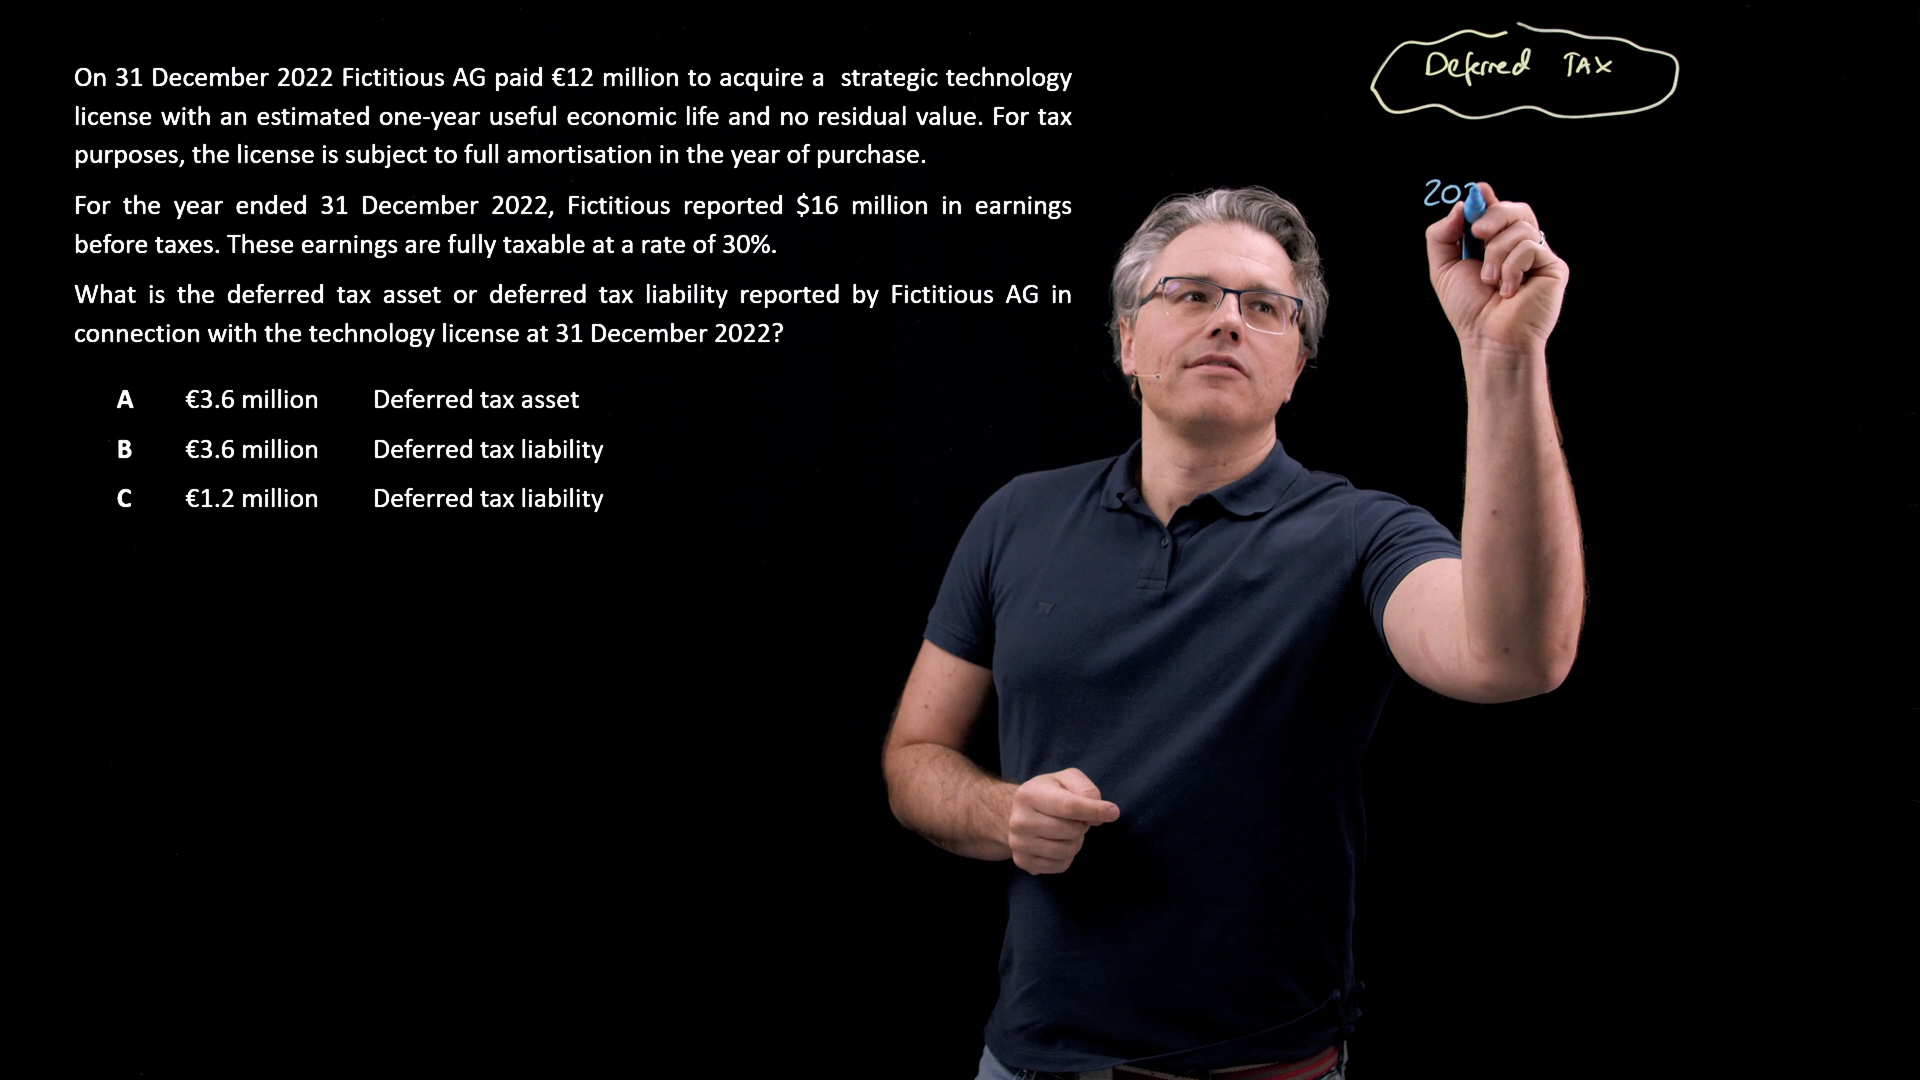 On 31 December 2022 Fictitious AG paid €12 million to acquire a strategic technology
license with an estimated one-year useful economic life and no residual value. For tax
purposes, the license is subject to full amortisation in the year of purchase.
For the year ended 31 December 2022, Fictitious reported $16 million in earnings
before taxes. These earnings are fully taxable at a rate of 30%.
What is the deferred tax asset or deferred tax liability reported by Fictitious AG in
connection with the technology license at 31 December 2022?
A €3.6 million Deferred tax asset
B €3.6 million Deferred tax liability
C €1.2 million Deferred tax liability
Deferred TAX
202